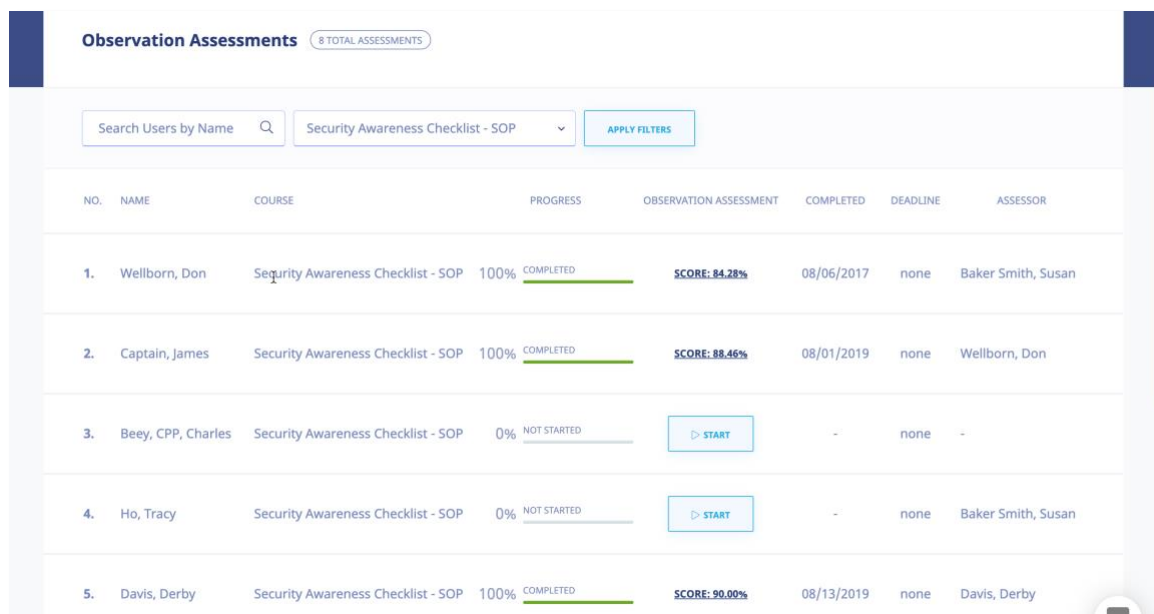 Observation Assessments 8 TOTAL ASSESSMENTS
Search Users by Name Security Awareness Checklist - SOP APPLY FILTERS
NO. NAME COURSE PROGRESS OBSERVATION ASSESSMENT COMPLETED DEADLINE ASSESSOR
1. Wellborn, Don Security Awareness Checklist - SOP 100% COMPLETED SCORE: 84.28% 08/06/2017 none Baker Smith, Susan
2. Captain, James Security Awareness Checklist - SOP 100% COMPLETED SCORE: 88.46% 08/01/2019 none Wellborn, Don
3. Beey, CPP, Charles Security Awareness Checklist - SOP 0% NOT STARTED START - none -
4. Ho, Tracy Security Awareness Checklist - SOP 0% NOT STARTED START - none Baker Smith, Susan
5. Davis, Derby Security Awareness Checklist - SOP 100% COMPLETED SCORE: 90.00% 08/13/2019 none Davis, Derby